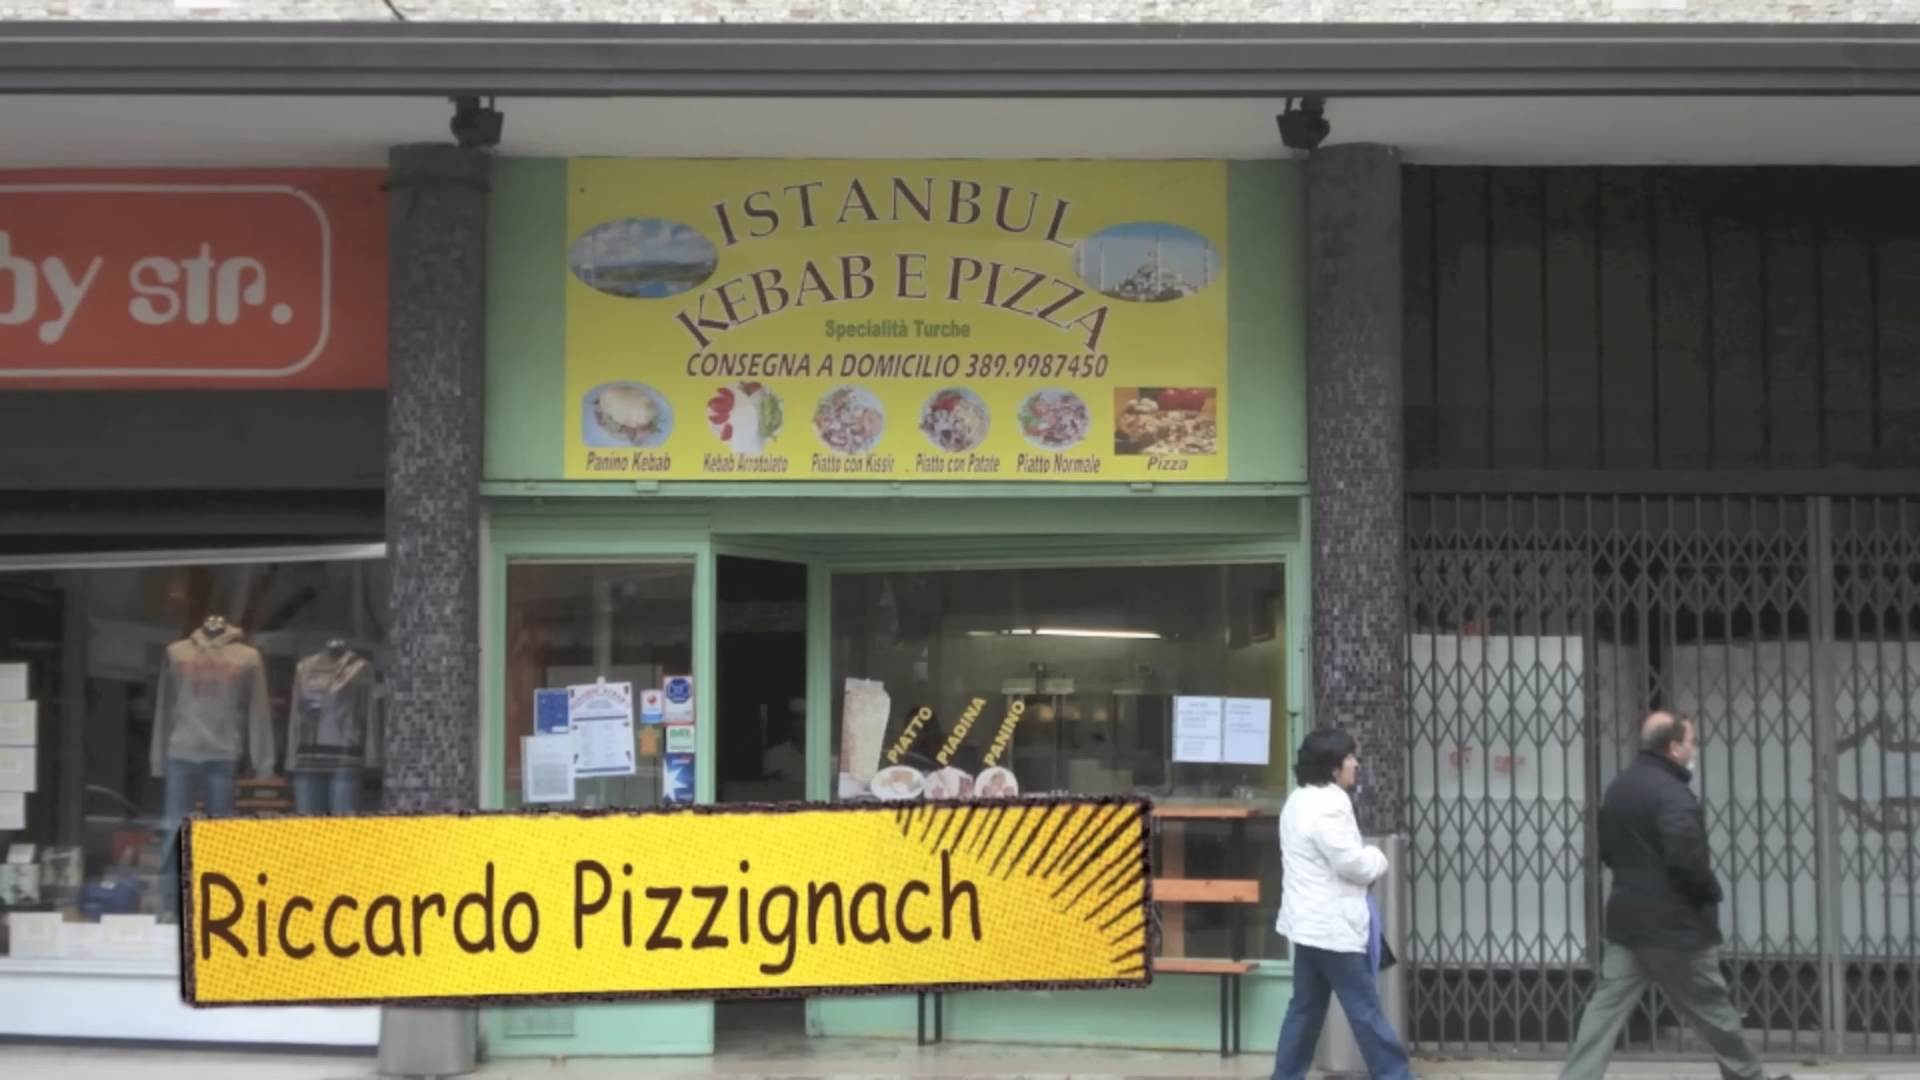 by str.
ISTANBUL
KEBAB E PIZZA
Specialità Turche
CONSEGNA A DOMICILIO 389.9987450
Panino Kebab
Kebab Arrotolato
Piatto con Kissir
Piatto con Patate
Piatto Normale
Pizza
PIATTO
PIADINA
PANINO
Riccardo Pizzignach